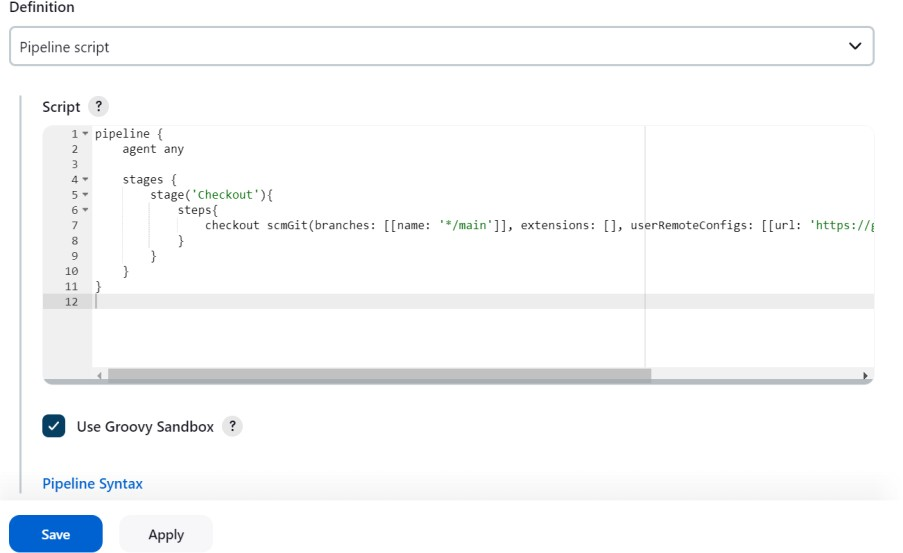 Definition
Pipeline script
Script ?
1 pipeline {
2 agent any
3
4 stages {
5 stage('Checkout'){
6 steps{
7 checkout scmGit(branches: [[name: '*/main']], extensions: [], userRemoteConfigs: [[url: 'https://g
8 }
9 }
10 }
11 }
12
Use Groovy Sandbox ?
Pipeline Syntax
Save Apply